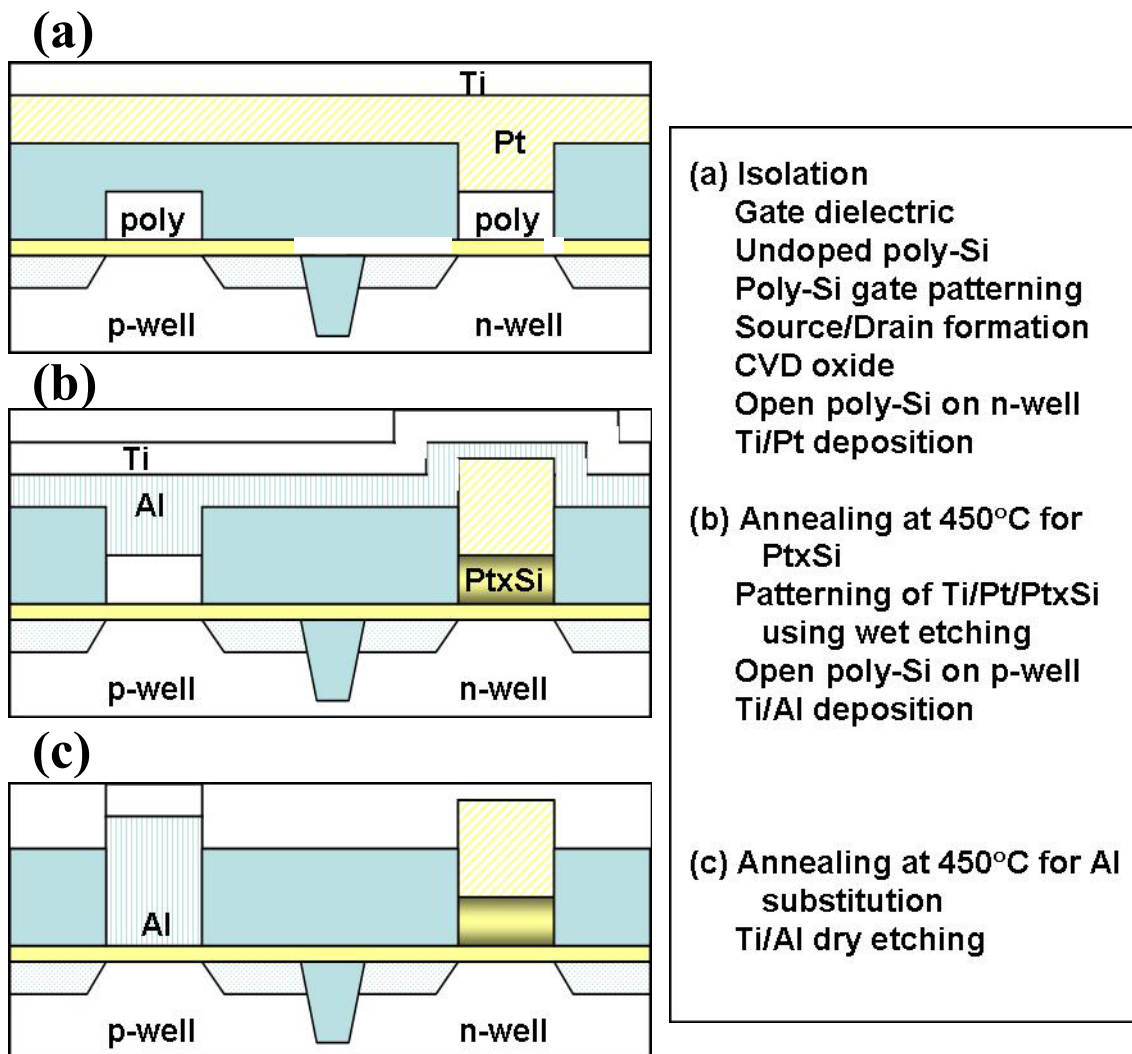 (a)
Ti
Pt
poly
poly
p-well
n-well
(b)
Ti
Al
PtxSi
p-well
n-well
(c)
Al
p-well
n-well
(a) Isolation
Gate dielectric
Undoped poly-Si
Poly-Si gate patterning
Source/Drain formation
CVD oxide
Open poly-Si on n-well
Ti/Pt deposition
(b) Annealing at 450°C for
PtxSi
Patterning of Ti/Pt/PtxSi
using wet etching
Open poly-Si on p-well
Ti/Al deposition
(c) Annealing at 450°C for Al
substitution
Ti/Al dry etching